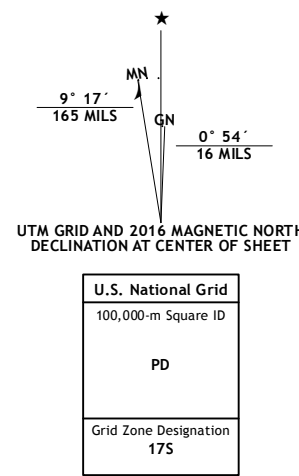 ★
MN
9° 17´
165 MILS
GN
0° 54´
16 MILS
UTM GRID AND 2016 MAGNETIC NORTH
DECLINATION AT CENTER OF SHEET
U.S. National Grid
100,000-m Square ID
PD
Grid Zone Designation
17S